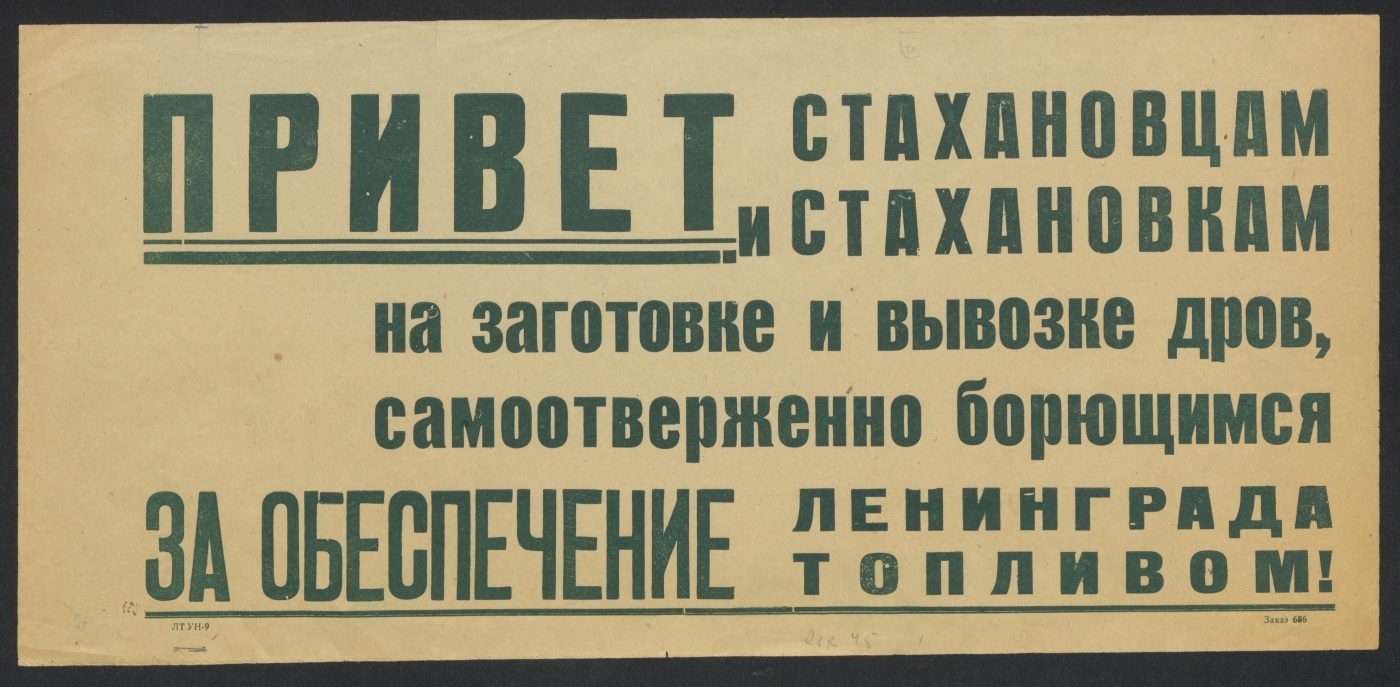 ПРИВЕТ СТАХАНОВЦАМ
и СТАХАНОВКАМ
на заготовке и вывозке дров,
самоотверженно борющимся
ЗА ОБЕСПЕЧЕНИЕ ЛЕНИНГРАДА
ТОПЛИВОМ!
ЛТ УН-9
Заказ 686